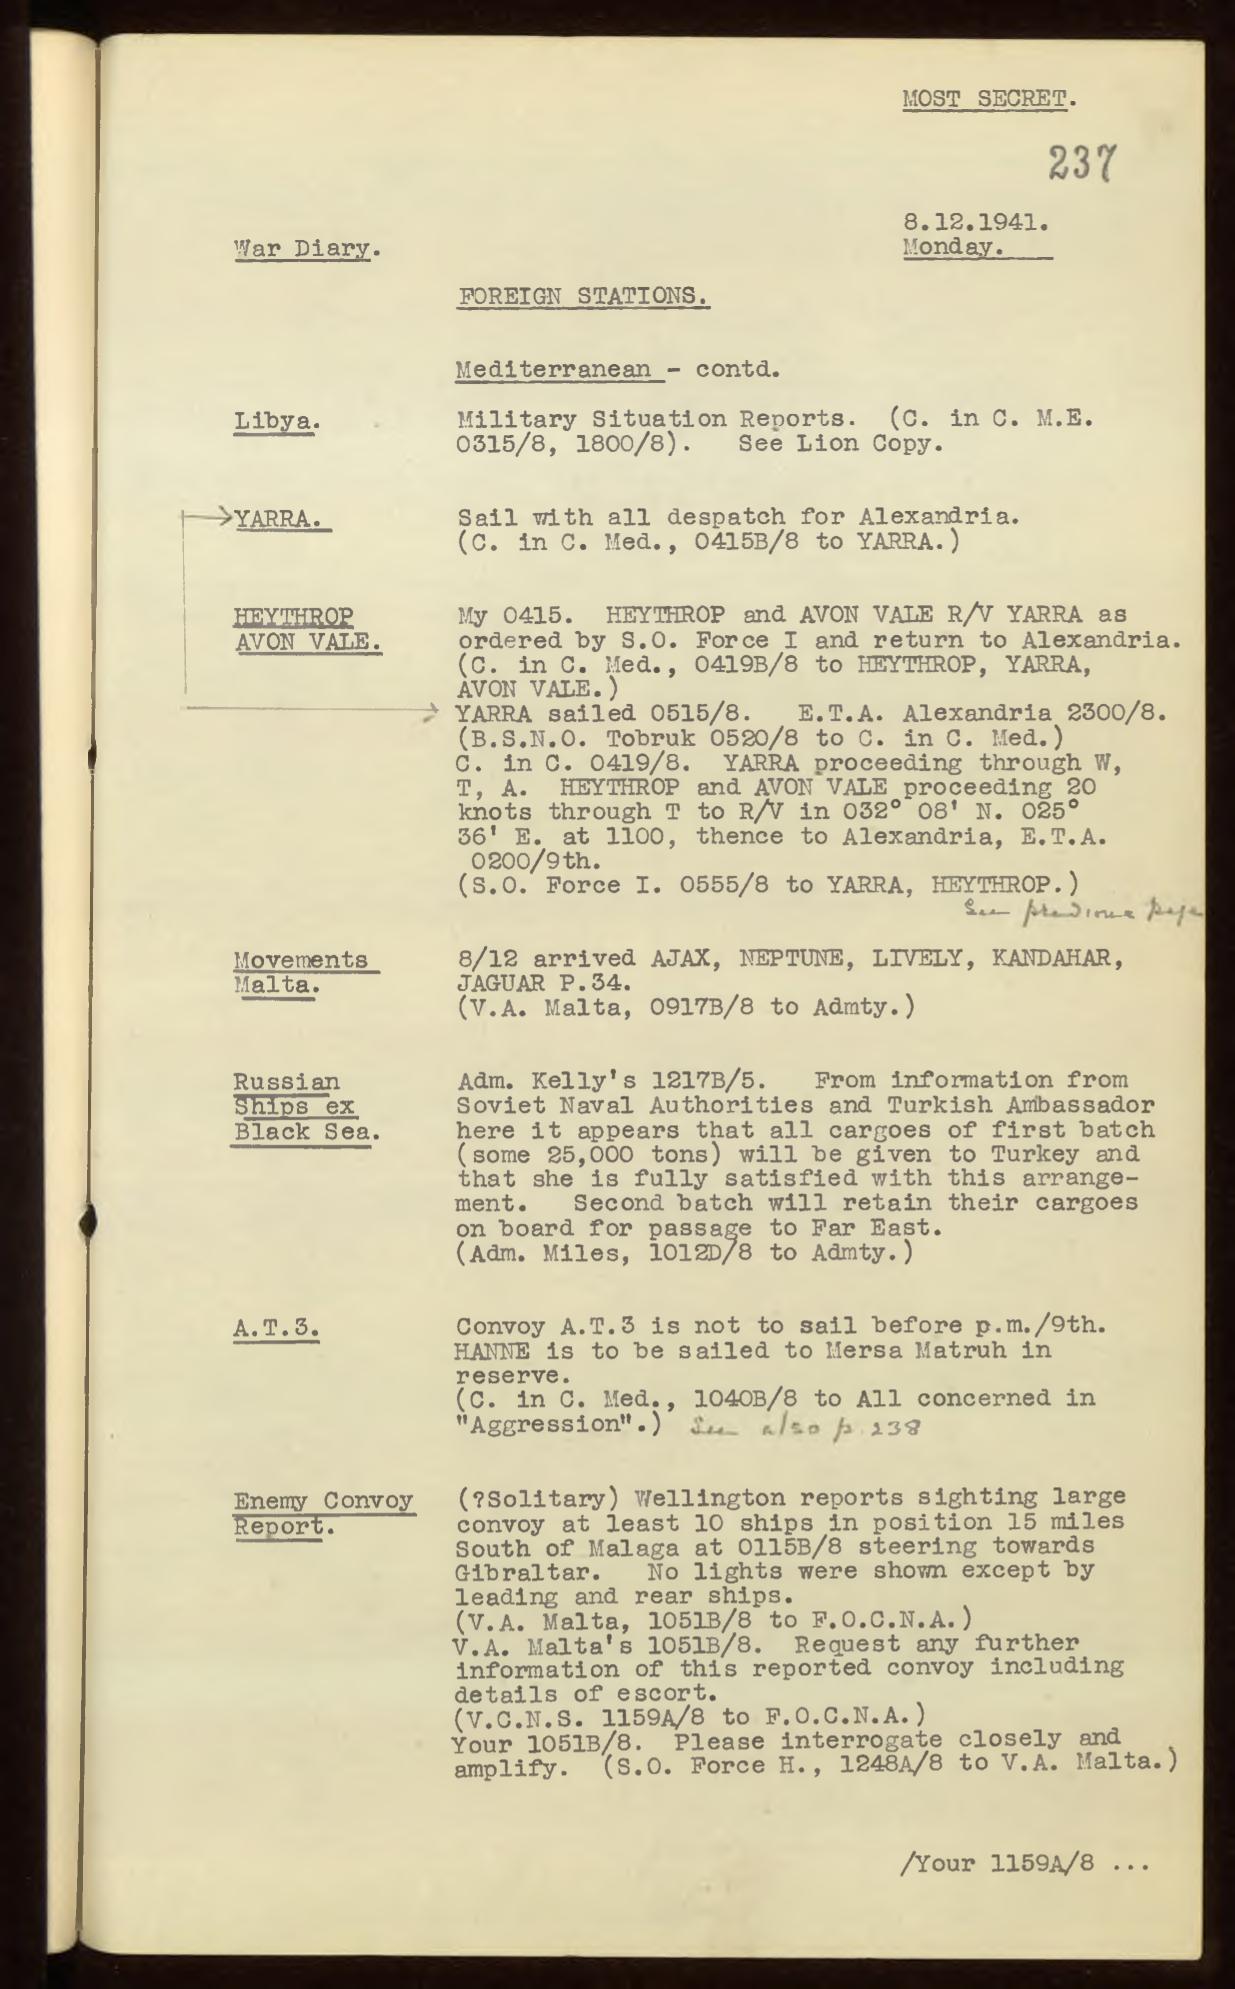 MOST SECRET.
237
8.12.1941.
War Diary.
Monday.
FOREIGN STATIONS.
Mediterranean - contd.
Libya. Military Situation Reports. (C. in C. M.E.
0315/8, 1800/8). See Lion Copy.
YARRA. Sail with all despatch for Alexandria.
(C. in C. Med., 0415B/8 to YARRA.)
HEYTHROP My 0415. HEYTHROP and AVON VALE R/V YARRA as
AVON VALE. ordered by S.O. Force I and return to Alexandria.
(C. in C. Med., 0419B/8 to HEYTHROP, YARRA,
AVON VALE.)
YARRA sailed 0515/8. E.T.A. Alexandria 2300/8.
(B.S.N.O. Tobruk 0520/8 to C. in C. Med.)
C. in C. 0419/8. YARRA proceeding through W,
T, A. HEYTHROP and AVON VALE proceeding 20
knots through T to R/V in 032° 08' N. 025°
36' E. at 1100, thence to Alexandria, E.T.A.
0200/9th.
(S.O. Force I. 0555/8 to YARRA, HEYTHROP.)
See previous page
Movements 8/12 arrived AJAX, NEPTUNE, LIVELY, KANDAHAR,
Malta. JAGUAR P.34.
(V.A. Malta, 0917B/8 to Admty.)
Russian Adm. Kelly's 1217B/5. From information from
Ships ex Soviet Naval Authorities and Turkish Ambassador
Black Sea. here it appears that all cargoes of first batch
(some 25,000 tons) will be given to Turkey and
that she is fully satisfied with this arrange-
ment. Second batch will retain their cargoes
on board for passage to Far East.
(Adm. Miles, 1012D/8 to Admty.)
A.T.3. Convoy A.T.3 is not to sail before p.m./9th.
HANNE is to be sailed to Mersa Matruh in
reserve.
(C. in C. Med., 1040B/8 to All concerned in
"Aggression".) See also p. 238
Enemy Convoy (?Solitary) Wellington reports sighting large
Report. convoy at least 10 ships in position 15 miles
South of Malaga at 0115B/8 steering towards
Gibraltar. No lights were shown except by
leading and rear ships.
(V.A. Malta, 1051B/8 to F.O.C.N.A.)
V.A. Malta's 1051B/8. Request any further
information of this reported convoy including
details of escort.
(V.C.N.S. 1159A/8 to F.O.C.N.A.)
Your 1051B/8. Please interrogate closely and
amplify. (S.O. Force H., 1248A/8 to V.A. Malta.)
/Your 1159A/8 ...